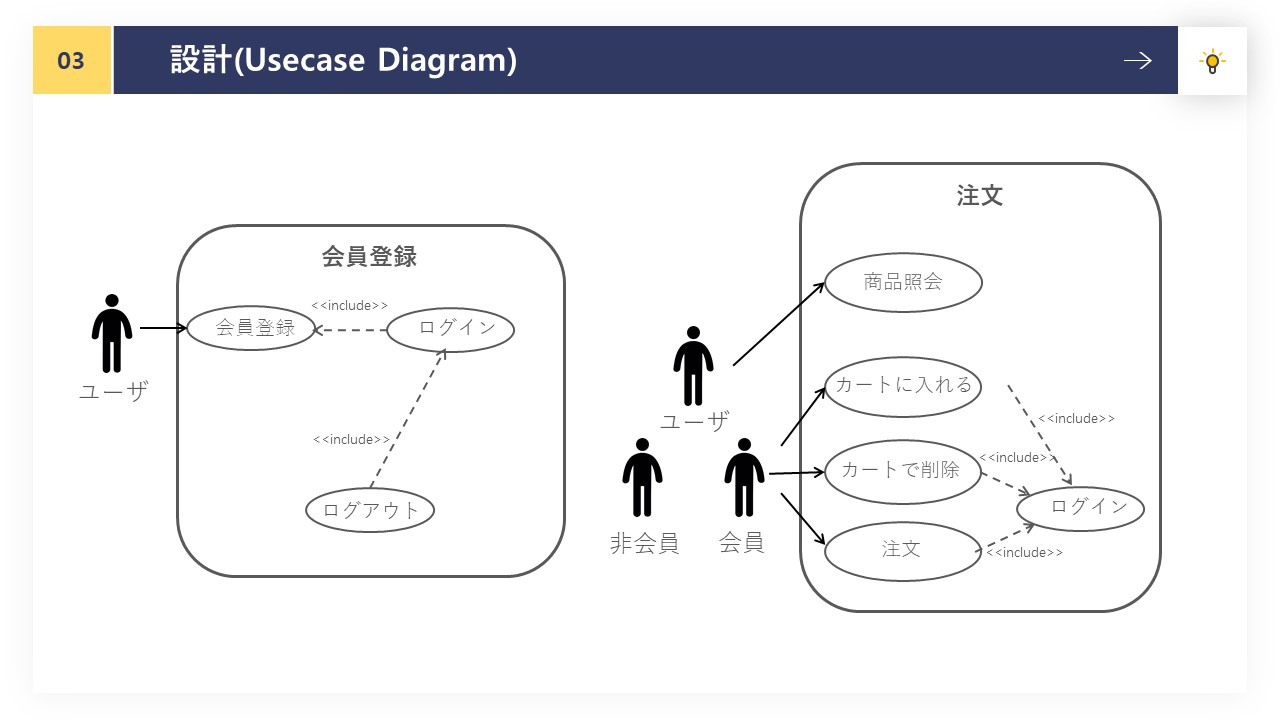 03
設計(Usecase Diagram)
会員登録
<<include>>
会員登録
ログイン
ユーザ
<<include>>
ログアウト
注文
商品照会
ユーザ
カートに入れる
<<include>>
カートで削除
<<include>>
ログイン
非会員
会員
注文
<<include>>